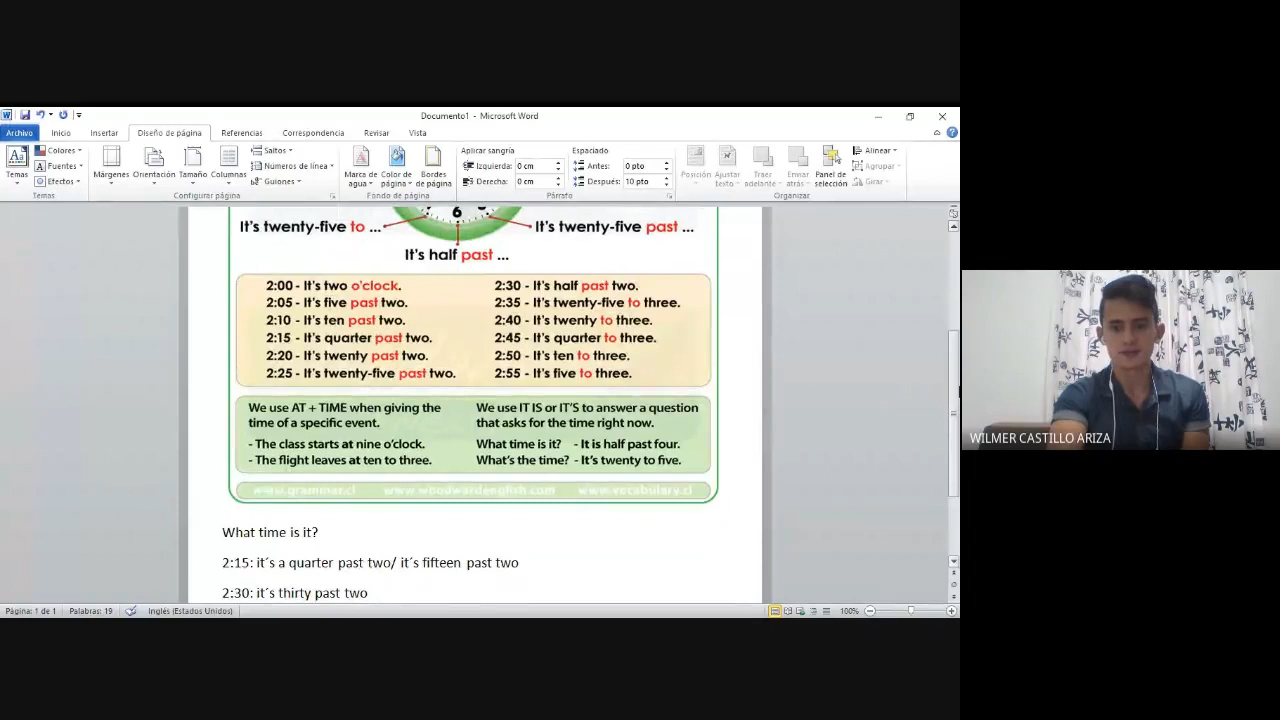 Documento1 - Microsoft Word
Archivo Inicio Insertar Diseño de página Referencias Correspondencia Revisar Vista
Aa Temas
Colores
Fuentes
Efectos
Temas
Márgenes Orientación Tamaño Columnas
Saltos
Números de línea
Guiones
Configurar página
Marca de agua Color de página Bordes de página
Fondo de página
Aplicar sangría
Izquierda: 0 cm
Derecha: 0 cm
Espaciado
Antes: 0 pto
Después: 10 pto
Párrafo
Posición Ajustar texto Traer adelante Enviar atrás Panel de selección
Alinear
Agrupar
Girar
Organizar
6
It's twenty-five to ...
It's twenty-five past ...
It's half past ...
2:00 - It's two o'clock.
2:05 - It's five past two.
2:10 - It's ten past two.
2:15 - It's quarter past two.
2:20 - It's twenty past two.
2:25 - It's twenty-five past two.
2:30 - It's half past two.
2:35 - It's twenty-five to three.
2:40 - It's twenty to three.
2:45 - It's quarter to three.
2:50 - It's ten to three.
2:55 - It's five to three.
We use AT + TIME when giving the
time of a specific event.
- The class starts at nine o'clock.
- The flight leaves at ten to three.
We use IT IS or IT'S to answer a question
that asks for the time right now.
What time is it? - It is half past four.
What's the time? - It's twenty to five.
www.grammar.cl www.woodwardenglish.com www.vocabulary.cl
What time is it?
2:15: it´s a quarter past two/ it´s fifteen past two
2:30: it´s thirty past two
Página: 1 de 1 Palabras: 19 Inglés (Estados Unidos) 100%
WILMER CASTILLO ARIZA